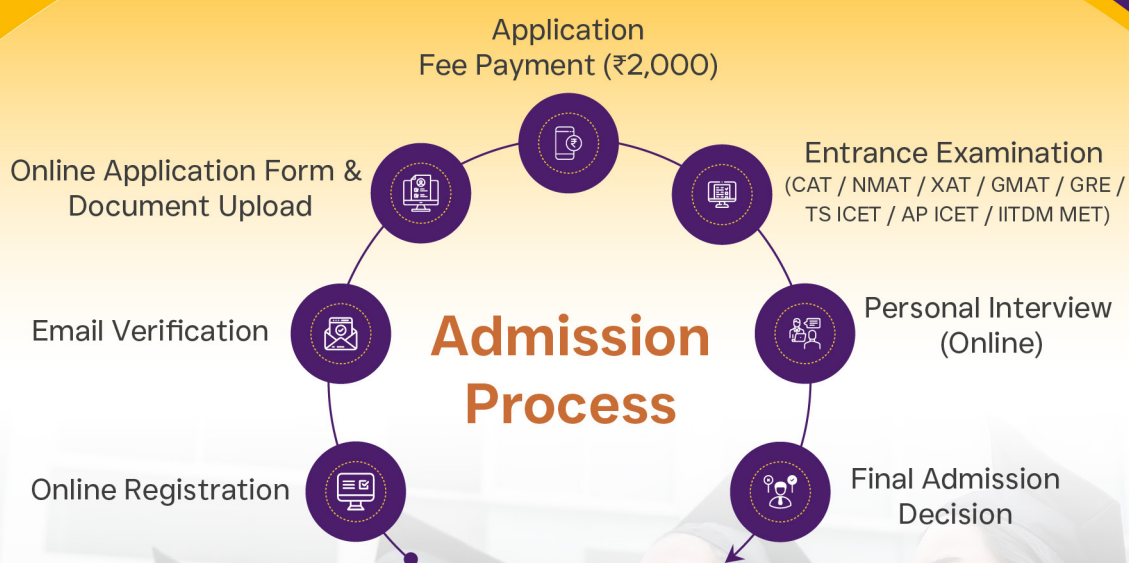 Application
Fee Payment (₹2,000)
Online Application Form &
Document Upload
Entrance Examination
(CAT / NMAT / XAT / GMAT / GRE /
TS ICET / AP ICET / IITDM MET)
Email Verification
Personal Interview
(Online)
Admission
Process
Online Registration
Final Admission
Decision